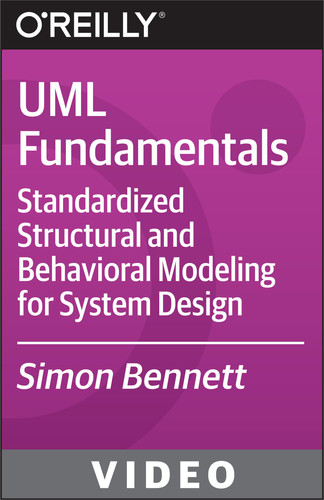 O'REILLY®
UML
Fundamentals
Standardized
Structural and
Behavioral Modeling
for System Design
Simon Bennett
VIDEO